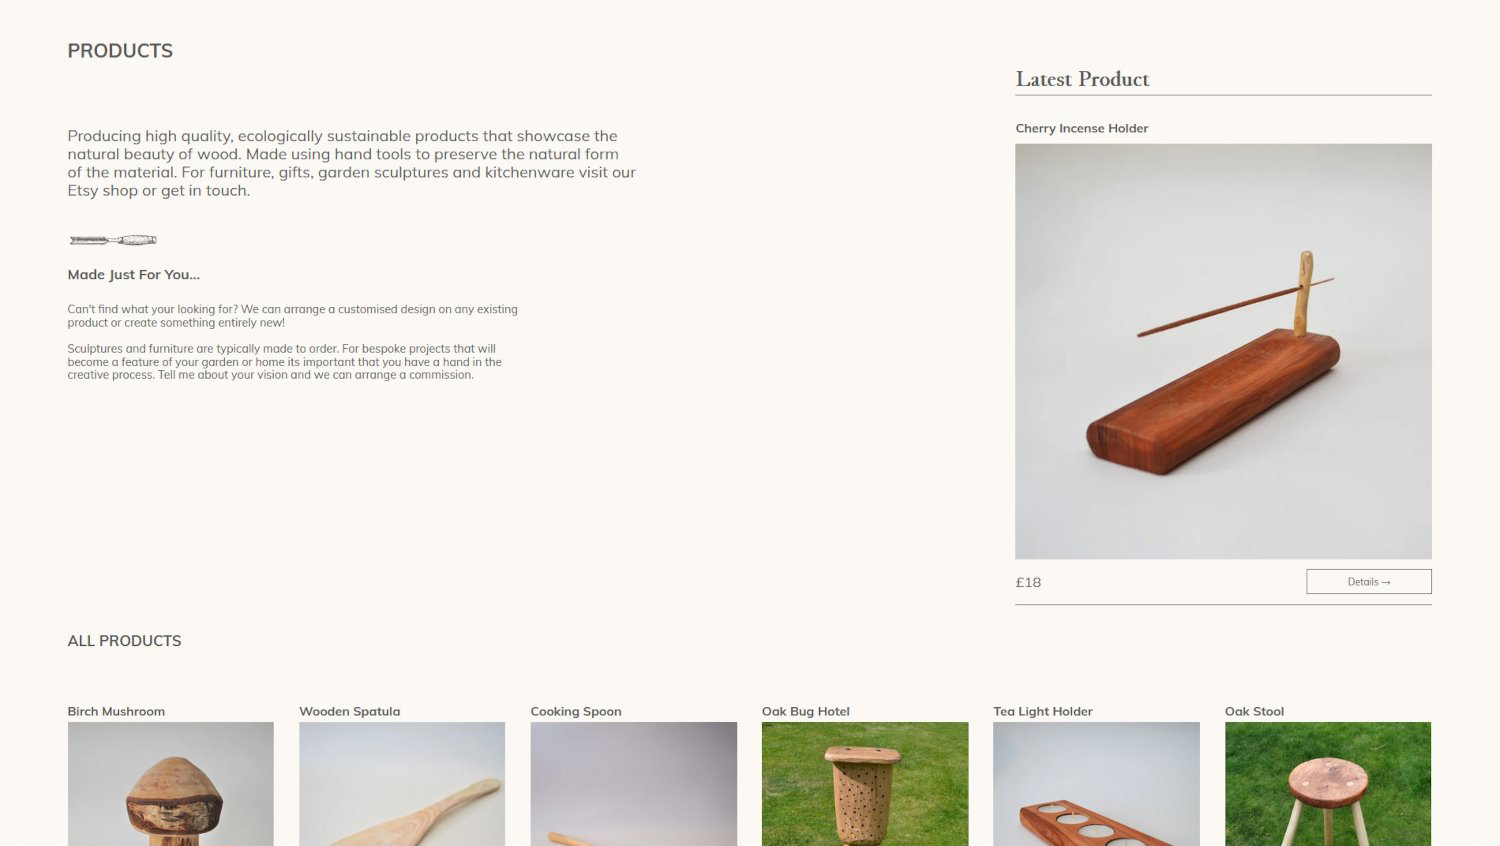 PRODUCTS
Latest Product
Cherry Incense Holder
Producing high quality, ecologically sustainable products that showcase the
natural beauty of wood. Made using hand tools to preserve the natural form
of the material. For furniture, gifts, garden sculptures and kitchenware visit our
Etsy shop or get in touch.
Made Just For You...
Can't find what your looking for? We can arrange a customised design on any existing
product or create something entirely new!
Sculptures and furniture are typically made to order. For bespoke projects that will
become a feature of your garden or home its important that you have a hand in the
creative process. Tell me about your vision and we can arrange a commission.
£18
Details →
ALL PRODUCTS
Birch Mushroom
Wooden Spatula
Cooking Spoon
Oak Bug Hotel
Tea Light Holder
Oak Stool